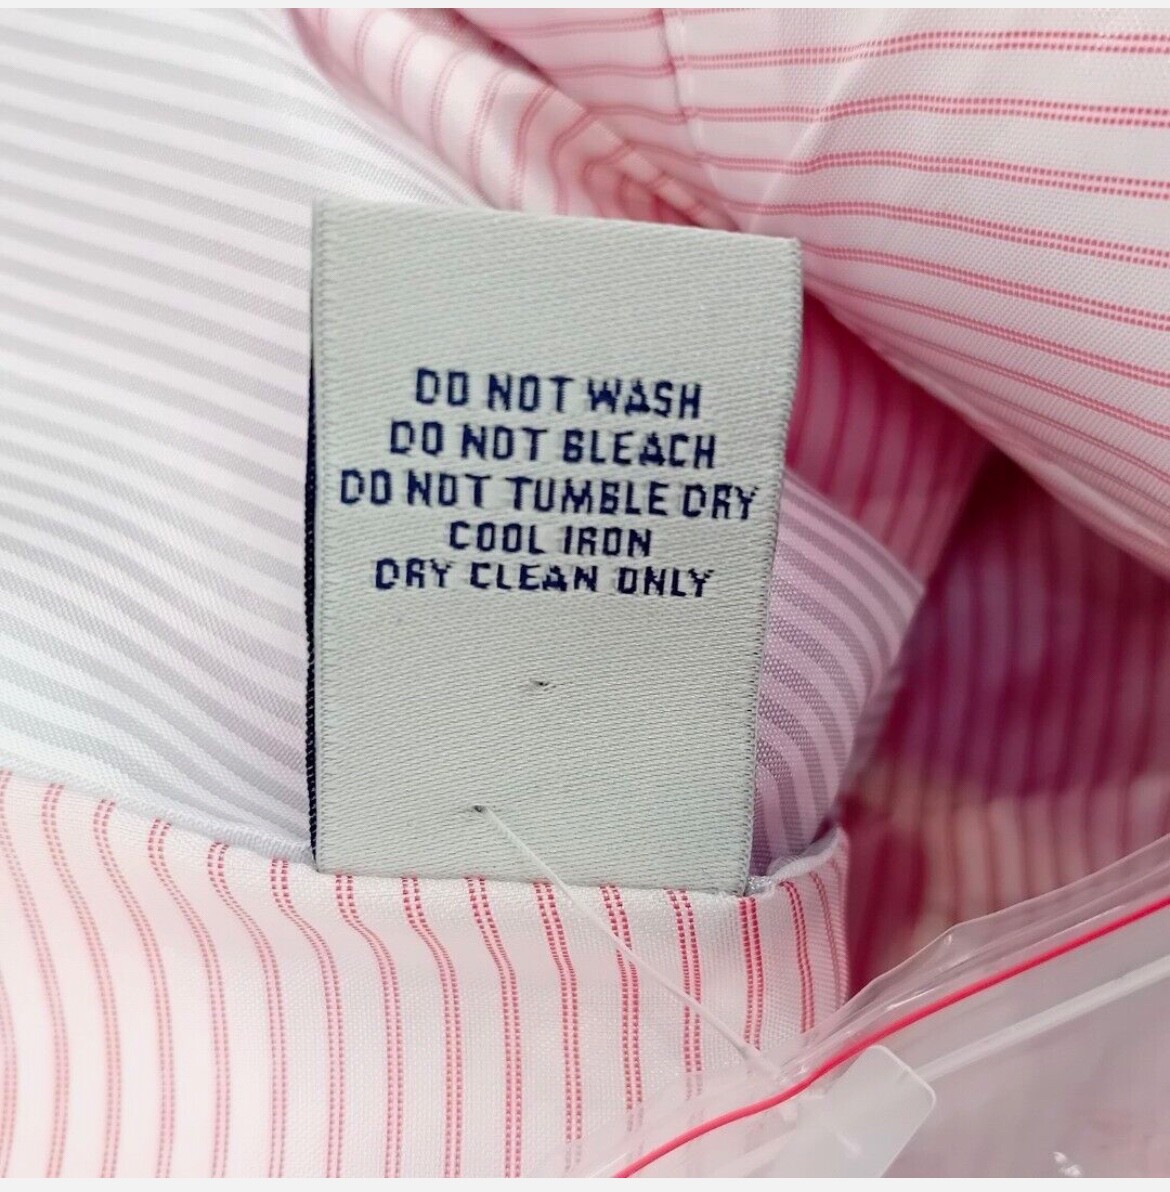 DO NOT WASH
DO NOT BLEACH
DO NOT TUMBLE DRY
COOL IRON
DRY CLEAN ONLY